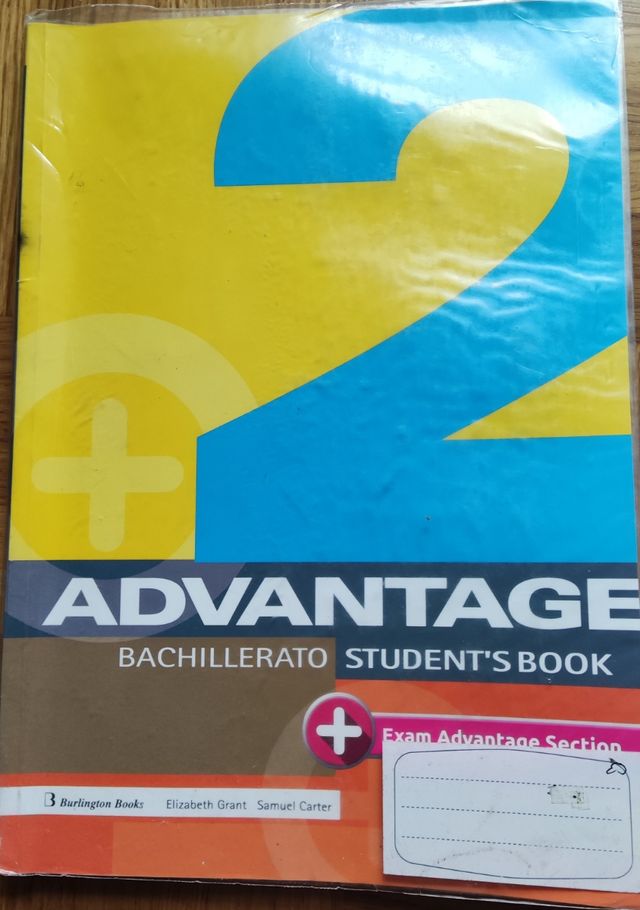 2
ADVANTAGE
BACHILLERATO STUDENT'S BOOK
Exam Advantage Section
B Burlington Books Elizabeth Grant Samuel Carter